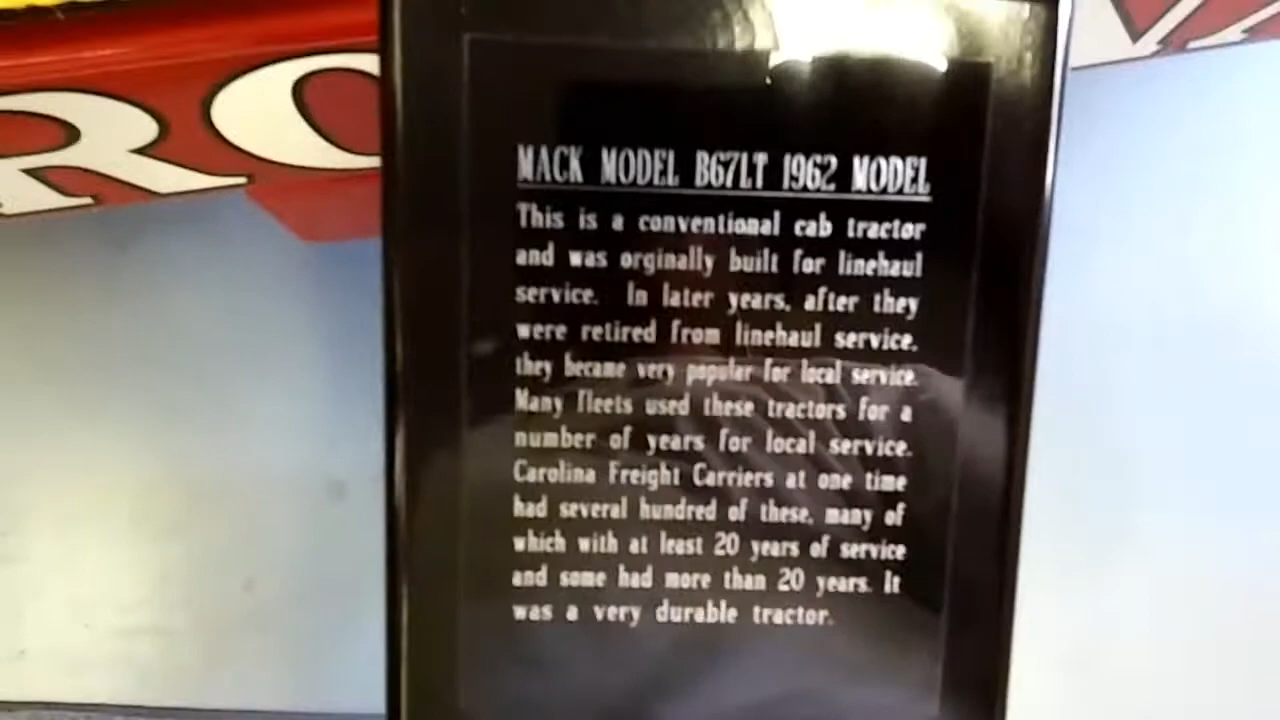 RO
MACK MODEL B67LT 1962 MODEL
This is a conventional cab tractor
and was orginally built for linehaul
service. In later years, after they
were retired from linehaul service,
they became very popular for local service.
Many fleets used these tractors for a
number of years for local service.
Carolina Freight Carriers at one time
had several hundred of these, many of
which with at least 20 years of service
and some had more than 20 years. It
was a very durable tractor.